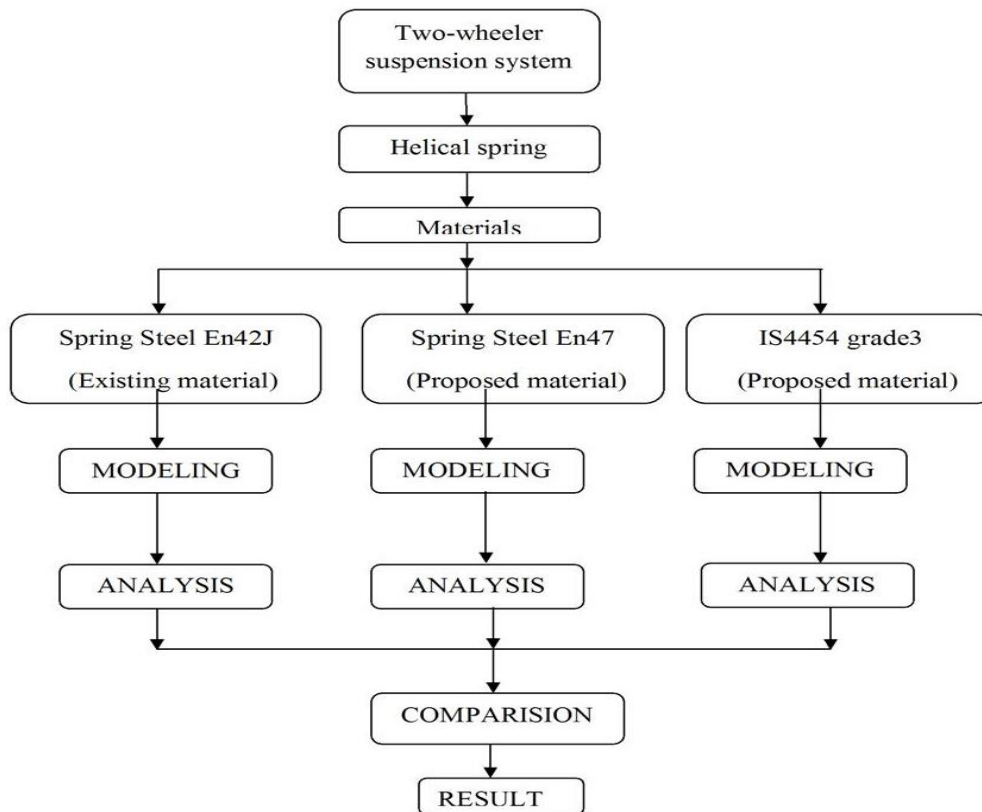 Two-wheeler
suspension system
Helical spring
Materials
Spring Steel En42J
(Existing material)
Spring Steel En47
(Proposed material)
IS4454 grade3
(Proposed material)
MODELING
MODELING
MODELING
ANALYSIS
ANALYSIS
ANALYSIS
COMPARISION
RESULT